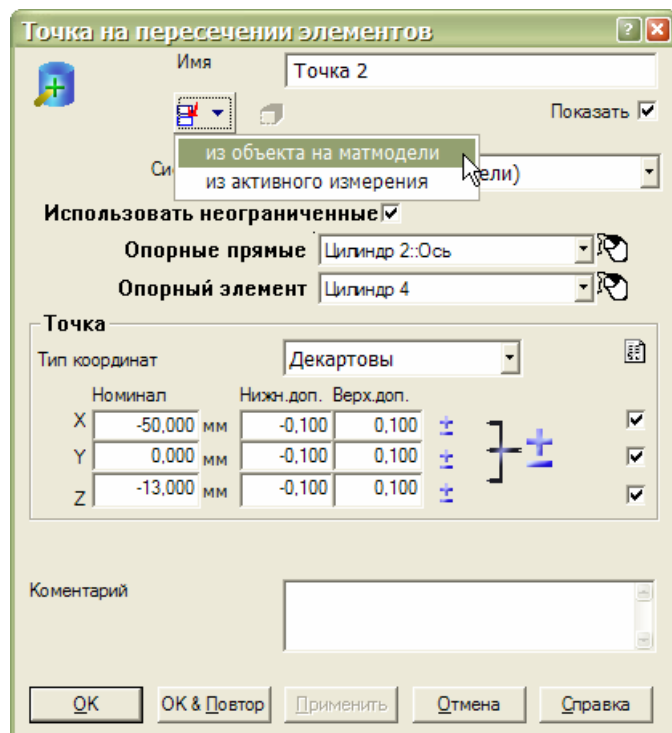 Точка на пересечении элементов
Имя Точка 2
Показать
из объекта на матмодели
из активного измерения
Си ели)
Использовать неограниченные
Опорные прямые Цилиндр 2::Ось
Опорный элемент Цилиндр 4
Точка
Тип координат Декартовы
Номинал Нижн.доп. Верх.доп.
X -50,000 мм -0,100 0,100
Y 0,000 мм -0,100 0,100
Z -13,000 мм -0,100 0,100
Коментарий
OK OK & Повтор Применить Отмена Справка